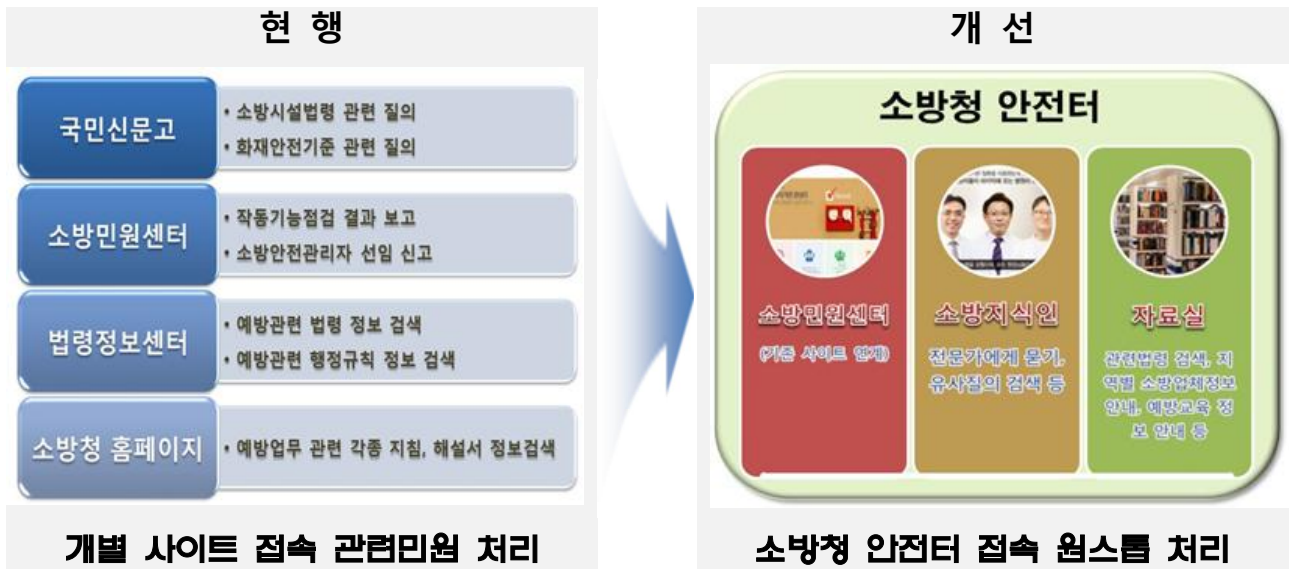 현 행
국민신문고
• 소방시설법령 관련 질의
• 화재안전기준 관련 질의
소방민원센터
• 작동기능점검 결과 보고
• 소방안전관리자 선임 신고
법령정보센터
• 예방관련 법령 정보 검색
• 예방관련 행정규칙 정보 검색
소방청 홈페이지
• 예방업무 관련 각종 지침, 해설서 정보검색
개별 사이트 접속 관련민원 처리
개 선
소방청 안전터
소방민원센터
(기존 사이트 연계)
소방지식인
전문가에게 묻기,
유사질의 검색 등
자료실
관련법령 검색, 지
역별 소방업체정보
안내, 예방교육 정
보 안내 등
소방청 안전터 접속 원스톱 처리